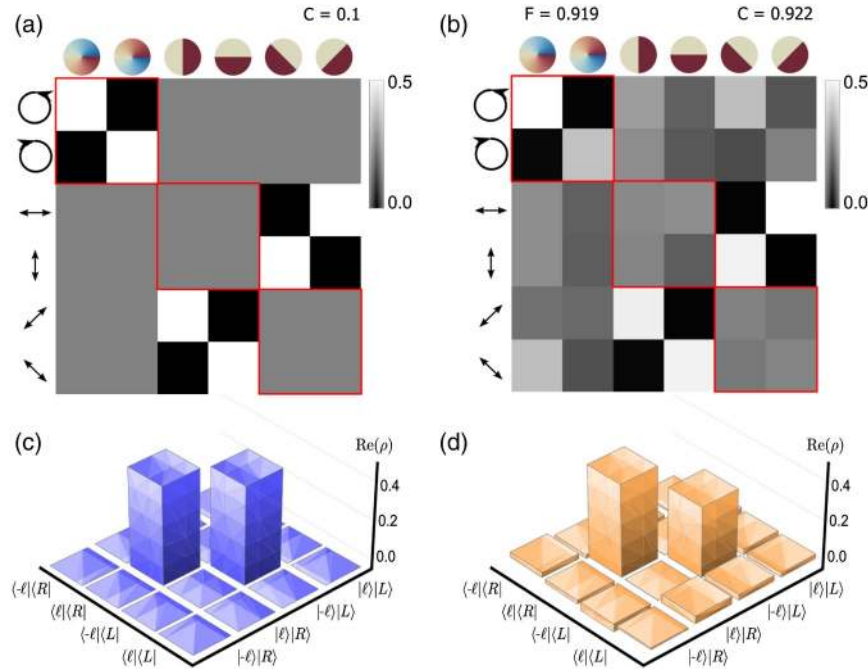 (a)
C = 0.1
0.5
0.0
(b)
F = 0.919
C = 0.922
0.5
0.0
(c)
Re(ρ)
0.4
0.2
0.0
⟨-ℓ|⟨R|
⟨ℓ|⟨R|
⟨-ℓ|⟨L|
⟨ℓ|⟨L|
|ℓ⟩|L⟩
|-ℓ⟩|L⟩
|ℓ⟩|R⟩
|-ℓ⟩|R⟩
(d)
Re(ρ)
0.4
0.2
0.0
⟨-ℓ|⟨R|
⟨ℓ|⟨R|
⟨-ℓ|⟨L|
⟨ℓ|⟨L|
|ℓ⟩|L⟩
|-ℓ⟩|L⟩
|ℓ⟩|R⟩
|-ℓ⟩|R⟩